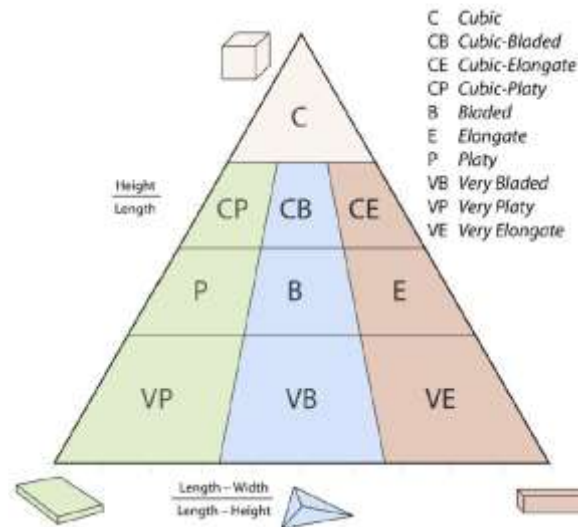 C Cubic
CB Cubic-Bladed
CE Cubic-Elongate
CP Cubic-Platy
B Bladed
E Elongate
P Platy
VB Very Bladed
VP Very Platy
VE Very Elongate
C
Height
Length
CP CB CE
P B E
VP VB VE
Length – Width
Length – Height